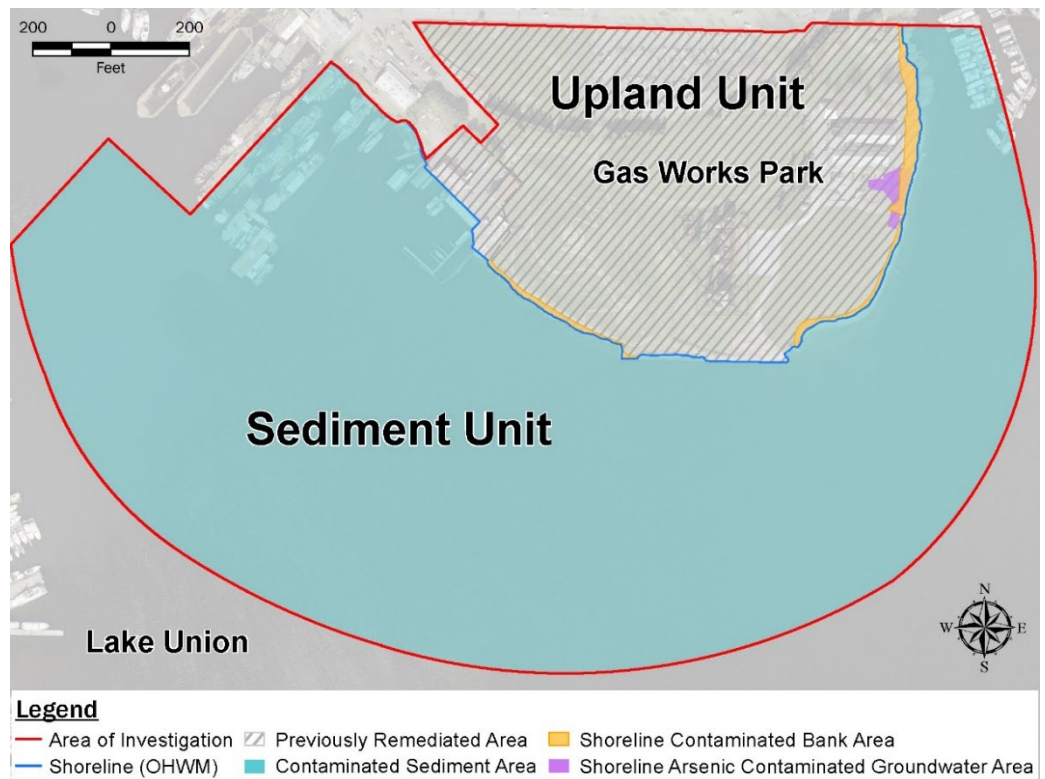 200 0 200
Feet
Upland Unit
Gas Works Park
Sediment Unit
Lake Union
N
W E
S
Legend
Area of Investigation Previously Remediated Area Shoreline Contaminated Bank Area
Shoreline (OHWM) Contaminated Sediment Area Shoreline Arsenic Contaminated Groundwater Area